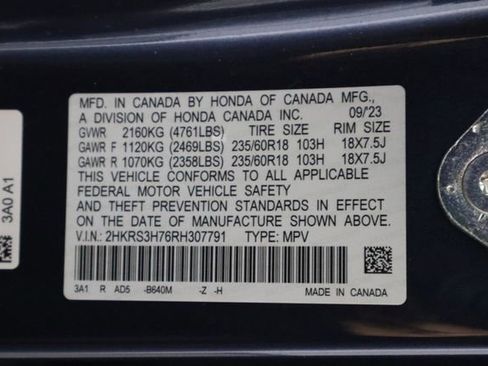 MFD. IN CANADA BY HONDA OF CANADA MFG.,
A DIVISION OF HONDA CANADA INC. 09/'23
GVWR 2160KG (4761LBS) TIRE SIZE RIM SIZE
GAWR F 1120KG (2469LBS) 235/60R18 103H 18X7.5J
GAWR R 1070KG (2358LBS) 235/60R18 103H 18X7.5J
THIS VEHICLE CONFORMS TO ALL APPLICABLE
FEDERAL MOTOR VEHICLE SAFETY
AND THEFT PREVENTION STANDARDS IN EFFECT
ON THE DATE OF MANUFACTURE SHOWN ABOVE.
V.I.N.: 2HKRS3H76RH307791 TYPE: MPV
3A1 R AD5 -B640M -Z -H MADE IN CANADA
3A0 A1